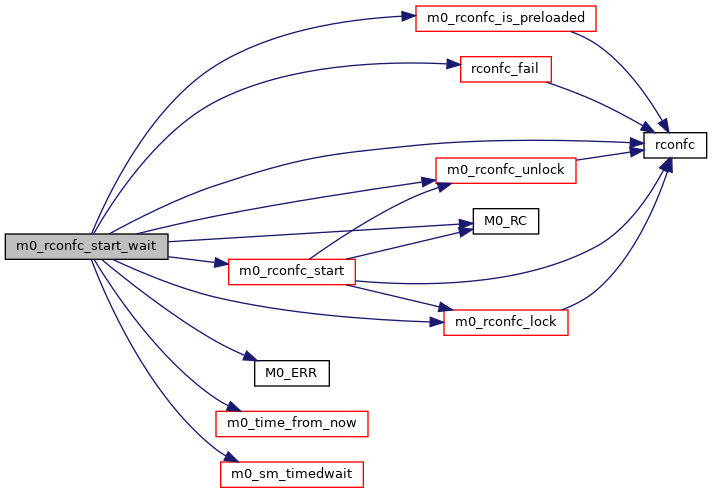 m0_rconfc_is_preloaded
rconfc_fail
rconfc
m0_rconfc_unlock
M0_RC
m0_rconfc_start_wait
m0_rconfc_start
m0_rconfc_lock
M0_ERR
m0_time_from_now
m0_sm_timedwait